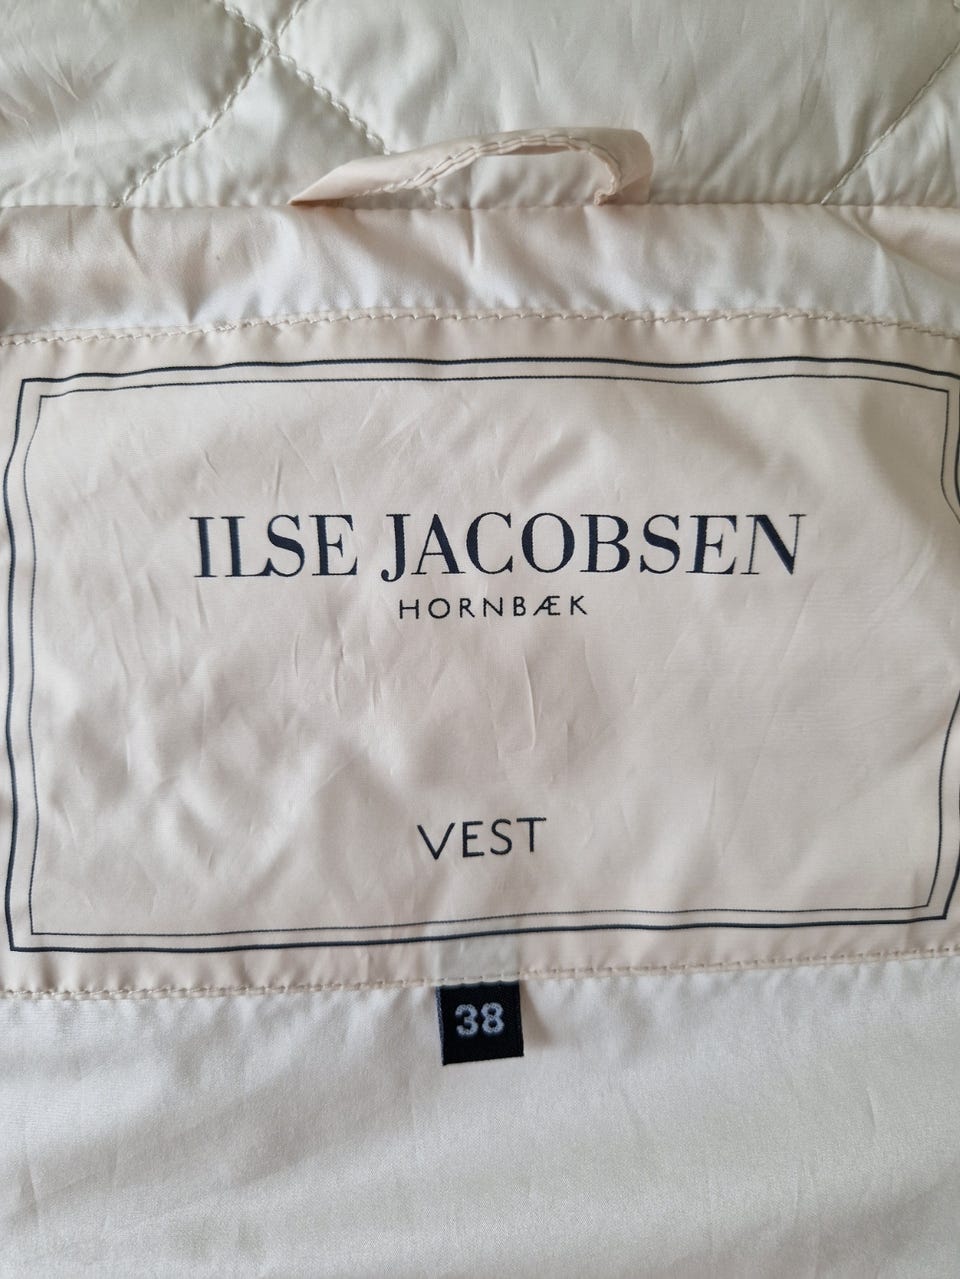 ILSE JACOBSEN
HORNBÆK
VEST
38